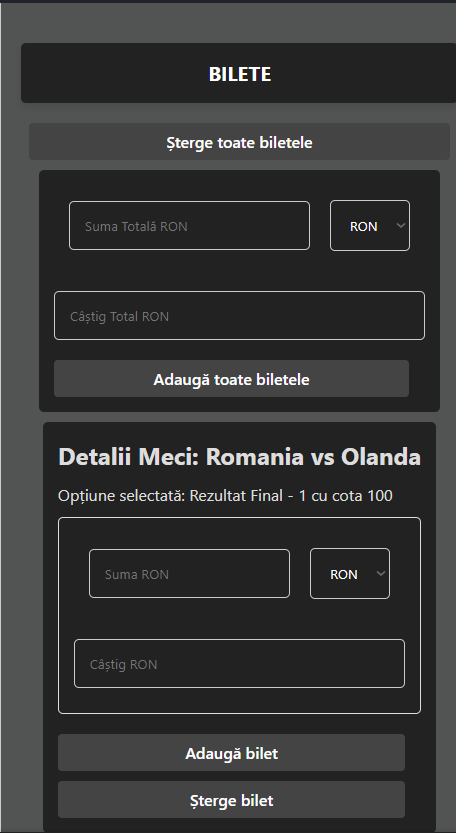 BILETE
Șterge toate biletele
Suma Totală RON
RON
Câștig Total RON
Adaugă toate biletele
Detalii Meci: Romania vs Olanda
Opțiune selectată: Rezultat Final - 1 cu cota 100
Suma RON
RON
Câștig RON
Adaugă bilet
Șterge bilet